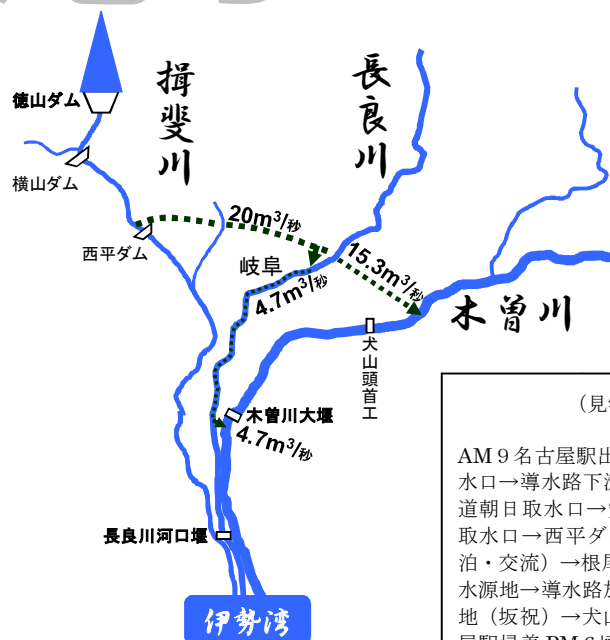 徳山ダム
揖斐川
長良川
横山ダム
西平ダム
20m³/秒
15.3m³/秒
岐阜
4.7m³/秒
木曽川
犬山頭首工
木曽川大堰
4.7m³/秒
長良川河口堰
伊勢湾
（見
AM９名古屋駅出
水口→導水路下
道朝日取水口→
取水口→西平ダ
泊・交流）→根尾
水源地→導水路放
地（坂祝）→犬山